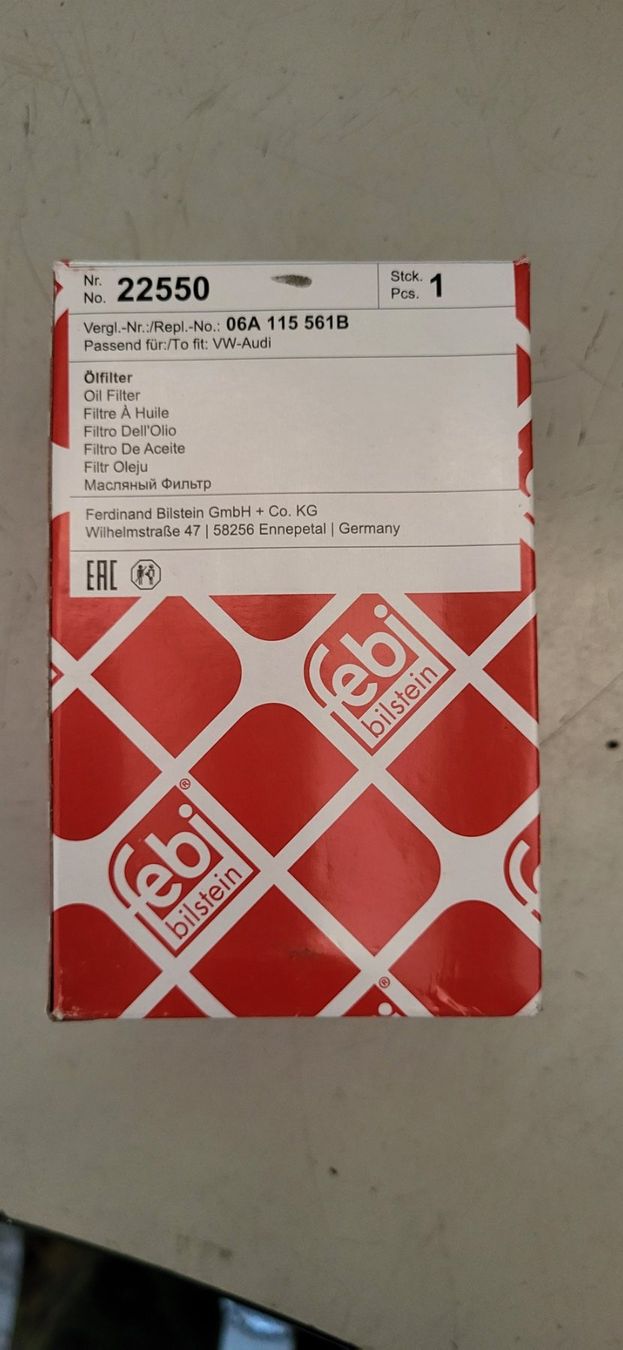 Nr.
No. 22550
Stck.
Pcs. 1
Vergl.-Nr.:/Repl.-No.: 06A 115 561B
Passend für:/To fit: VW-Audi
Ölfilter
Oil Filter
Filtre À Huile
Filtro Dell'Olio
Filtro De Aceite
Filtr Oleju
Масляный Фильтр
Ferdinand Bilstein GmbH + Co. KG
Wilhelmstraße 47 | 58256 Ennepetal | Germany
EAC
febi
bilstein
®
febi
bilstein
®